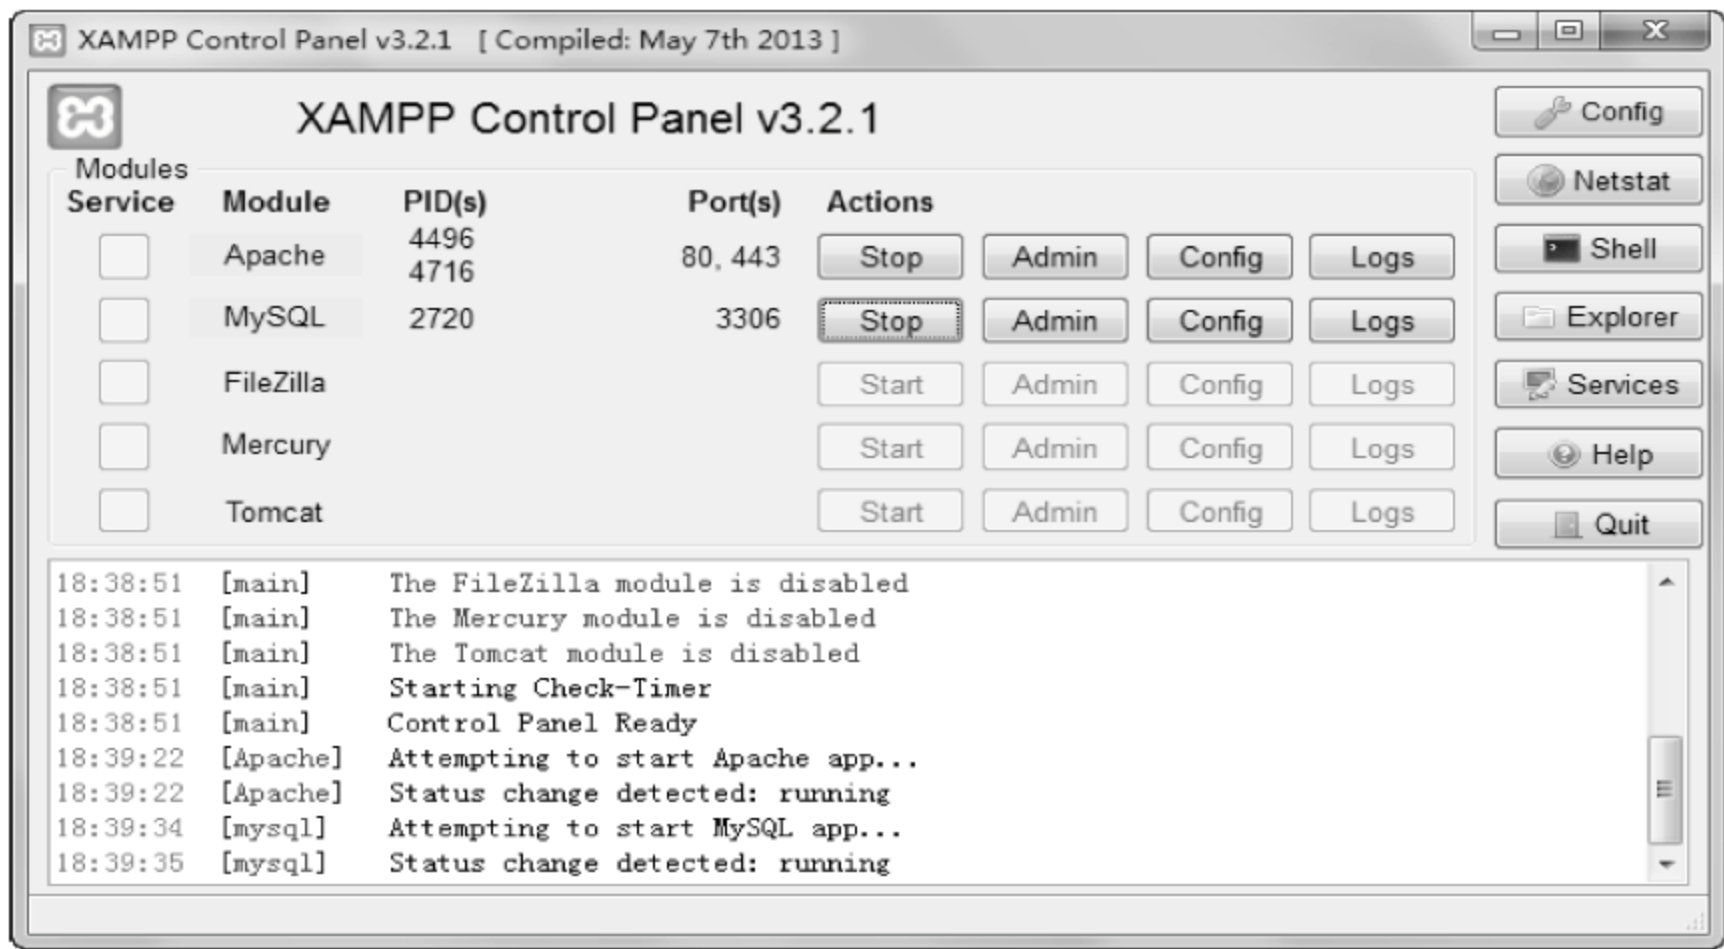 XAMPP Control Panel v3.2.1 [ Compiled: May 7th 2013 ]
XAMPP Control Panel v3.2.1
Config
Modules
Netstat
Service Module PID(s) Port(s) Actions
Apache 4496 4716 80, 443 Stop Admin Config Logs
Shell
MySQL 2720 3306 Stop Admin Config Logs
Explorer
FileZilla Start Admin Config Logs
Services
Mercury Start Admin Config Logs
Help
Tomcat Start Admin Config Logs
Quit
18:38:51 [main] The FileZilla module is disabled
18:38:51 [main] The Mercury module is disabled
18:38:51 [main] The Tomcat module is disabled
18:38:51 [main] Starting Check-Timer
18:38:51 [main] Control Panel Ready
18:39:22 [Apache] Attempting to start Apache app...
18:39:22 [Apache] Status change detected: running
18:39:34 [mysql] Attempting to start MySQL app...
18:39:35 [mysql] Status change detected: running